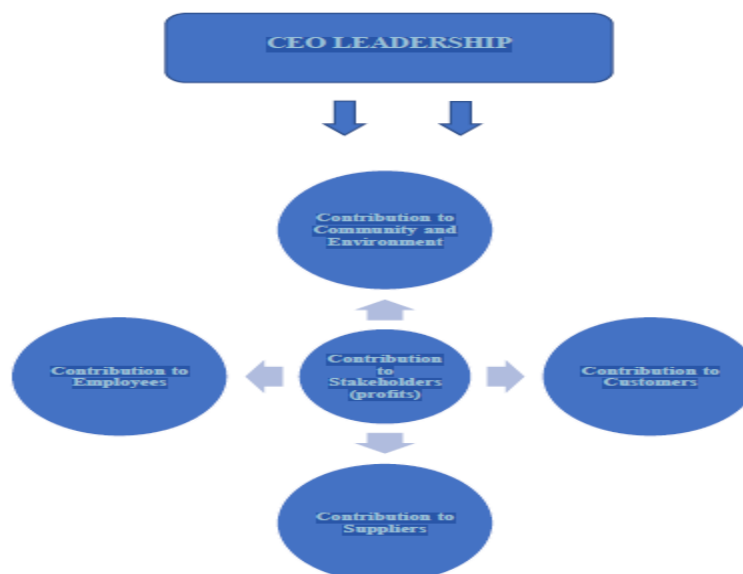 CEO LEADERSHIP
Contribution to
Community and
Environment
Contribution to
Employees
Contribution
to
Stakeholders
(profits)
Contribution to
Customers
Contribution to
Suppliers